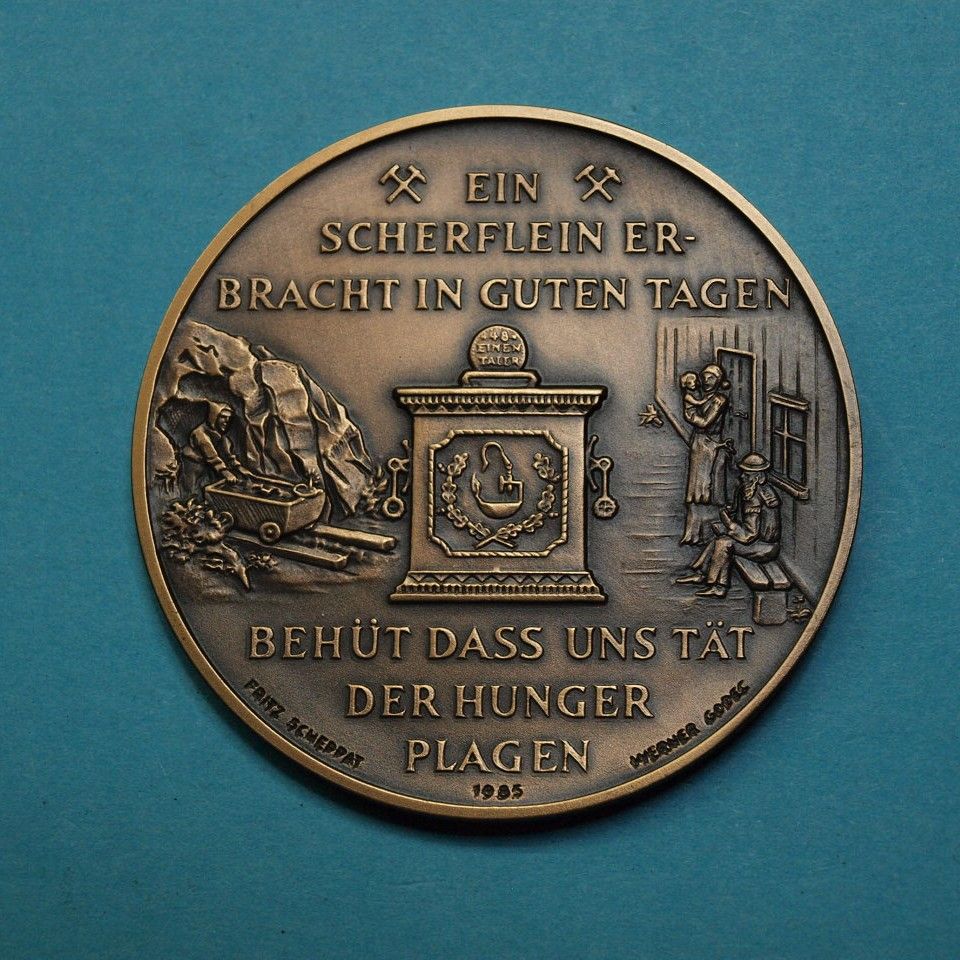 EIN
SCHERFLEIN ER-
BRACHT IN GUTEN TAGEN
48
EINEN
TALER
BEHÜT DASS UNS TÄT
DER HUNGER
PLAGEN
FRITZ SCHEPPAT
WERNER GODEC
1985